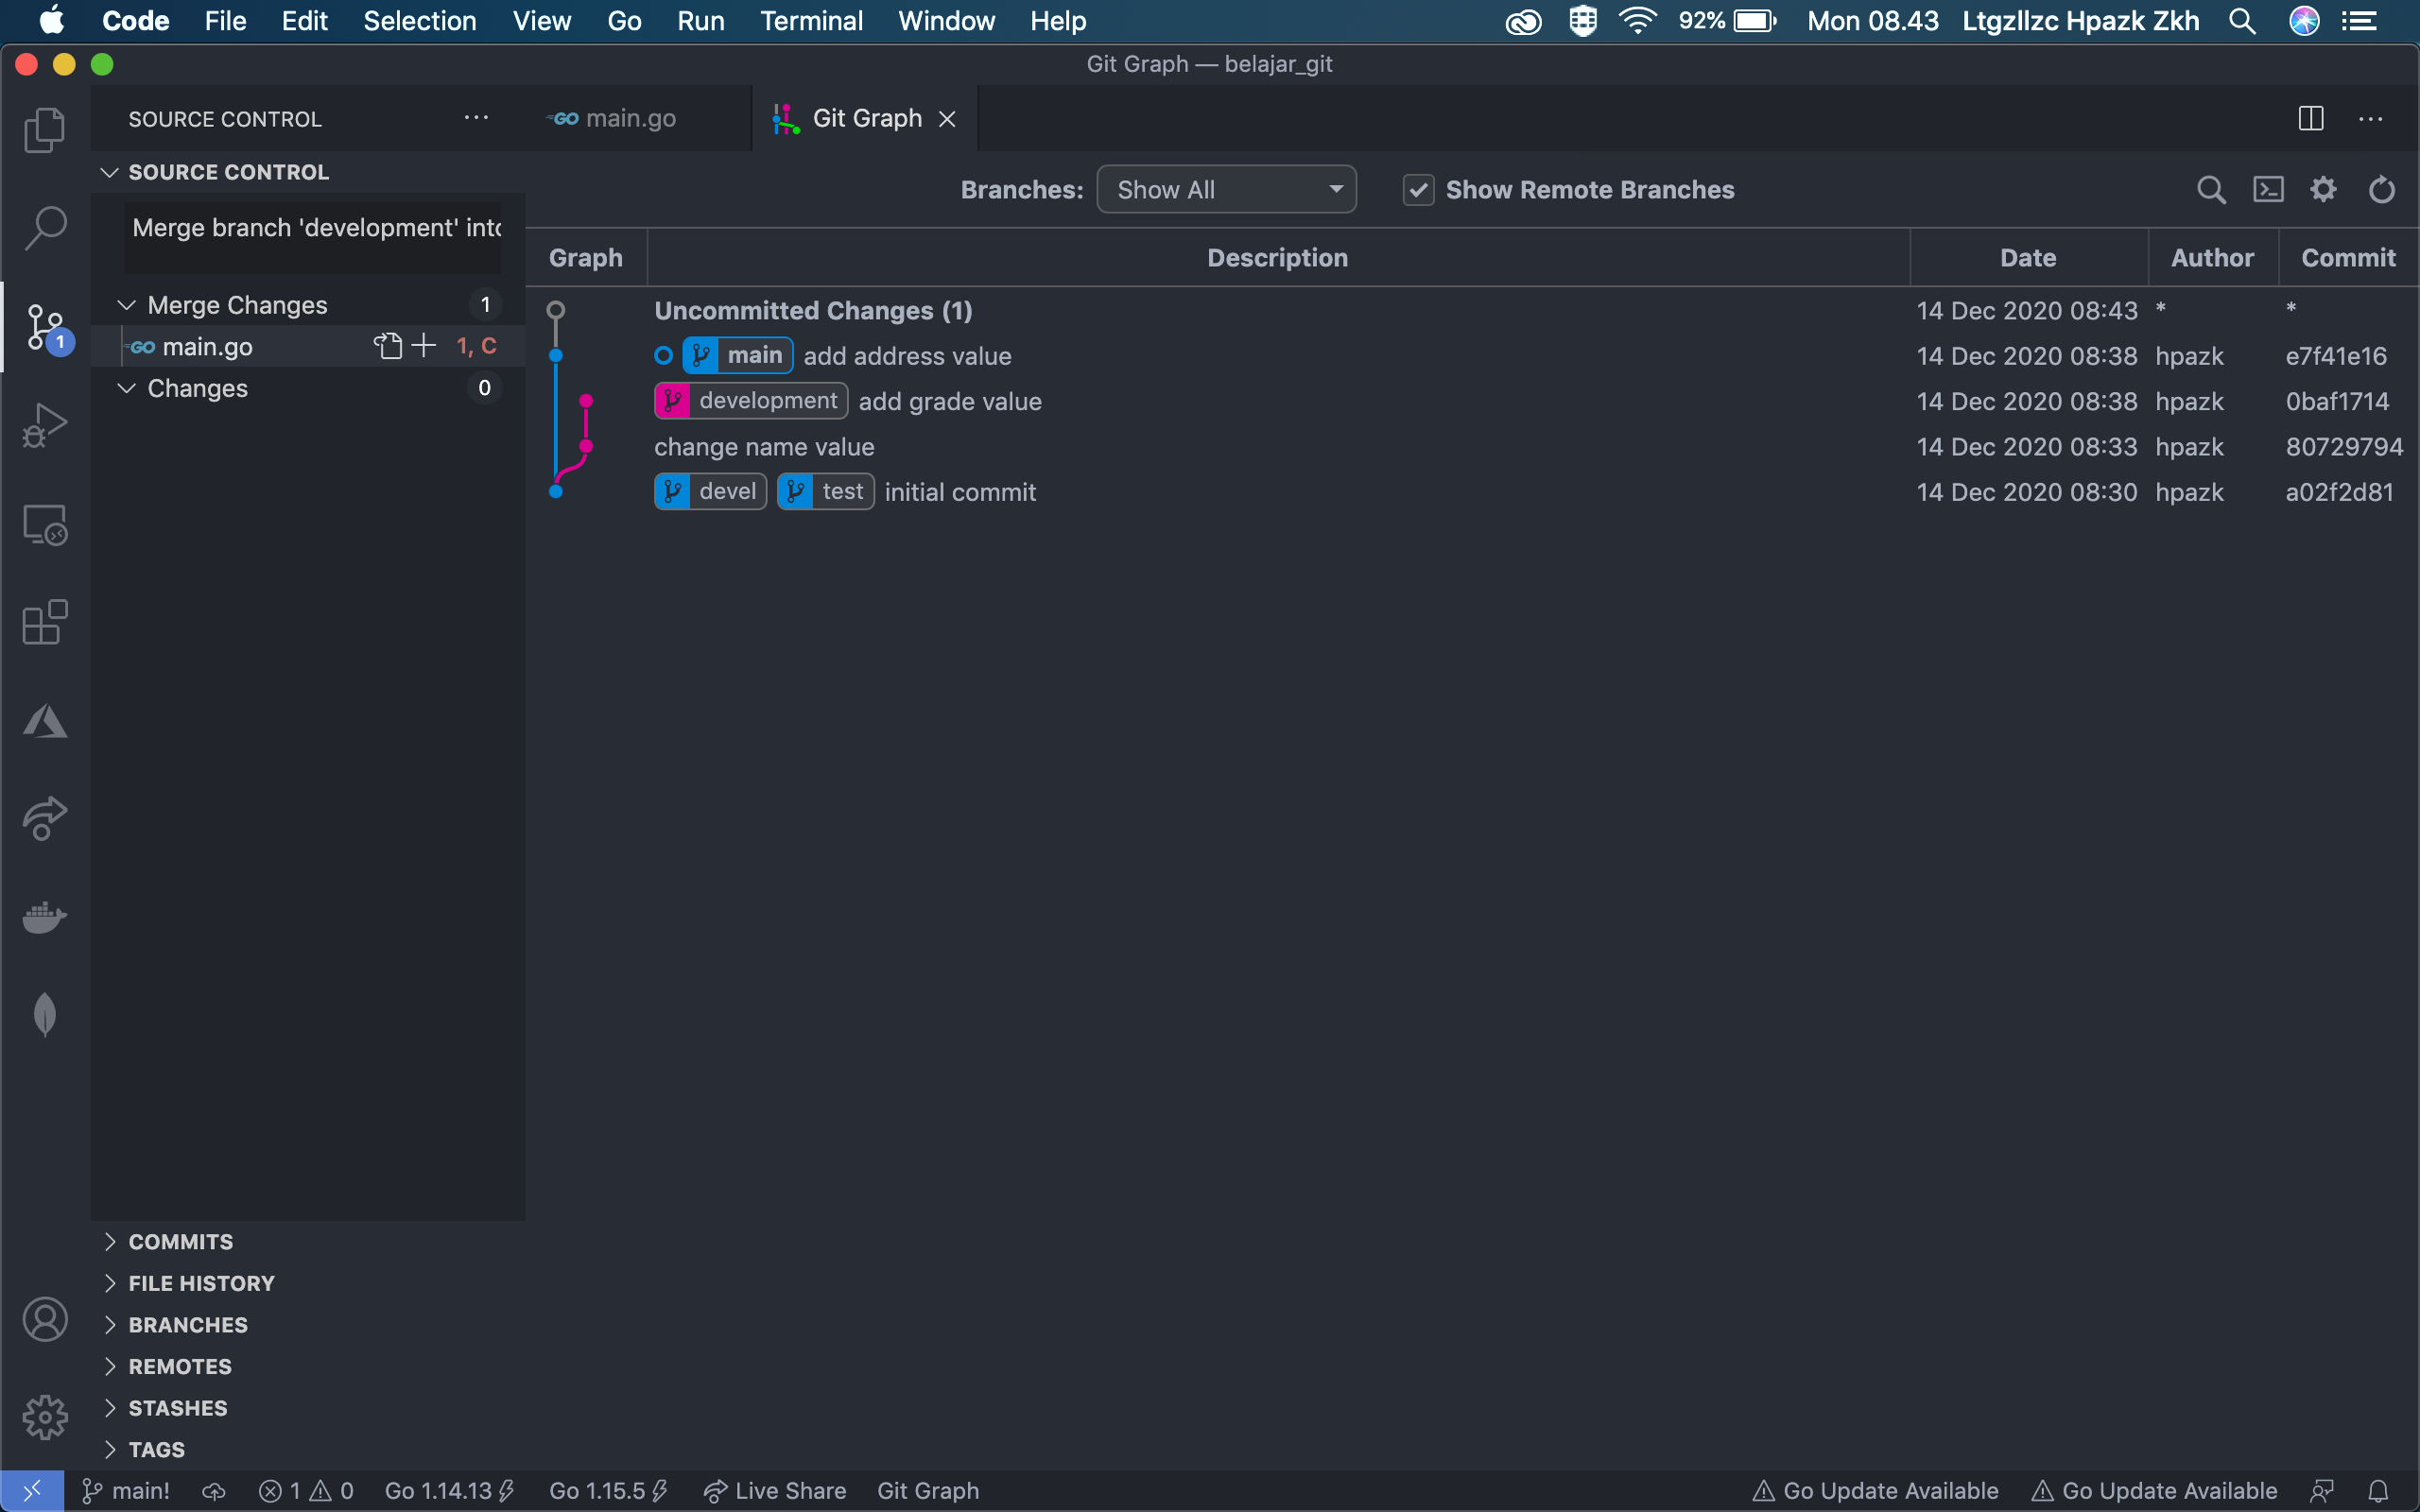 Code File Edit Selection View Go Run Terminal Window Help 92% Mon 08.43 Ltgzllzc Hpazk Zkh
Git Graph — belajar_git
SOURCE CONTROL ··· GO main.go Git Graph ···
SOURCE CONTROL
Branches: Show All Show Remote Branches
Merge branch 'development' into
Graph Description Date Author Commit
Merge Changes 1
Uncommitted Changes (1) 14 Dec 2020 08:43 * *
GO main.go 1, C
main add address value 14 Dec 2020 08:38 hpazk e7f41e16
Changes 0
development add grade value 14 Dec 2020 08:38 hpazk 0baf1714
change name value 14 Dec 2020 08:33 hpazk 80729794
devel test initial commit 14 Dec 2020 08:30 hpazk a02f2d81
1
COMMITS
FILE HISTORY
BRANCHES
REMOTES
STASHES
TAGS
main! 1 0 Go 1.14.13 Go 1.15.5 Live Share Git Graph Go Update Available Go Update Available